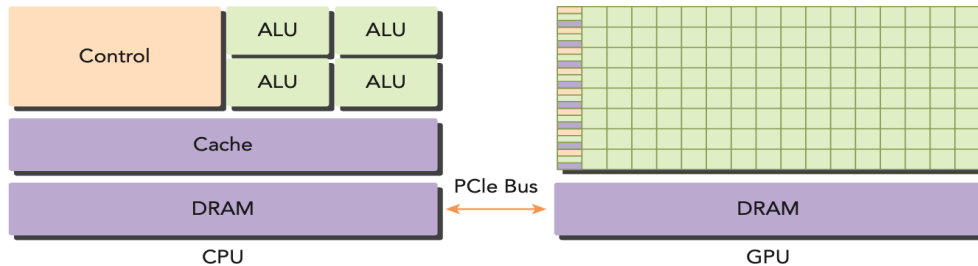 Control
ALU
ALU
ALU
ALU
Cache
DRAM
CPU
PCIe Bus
DRAM
GPU